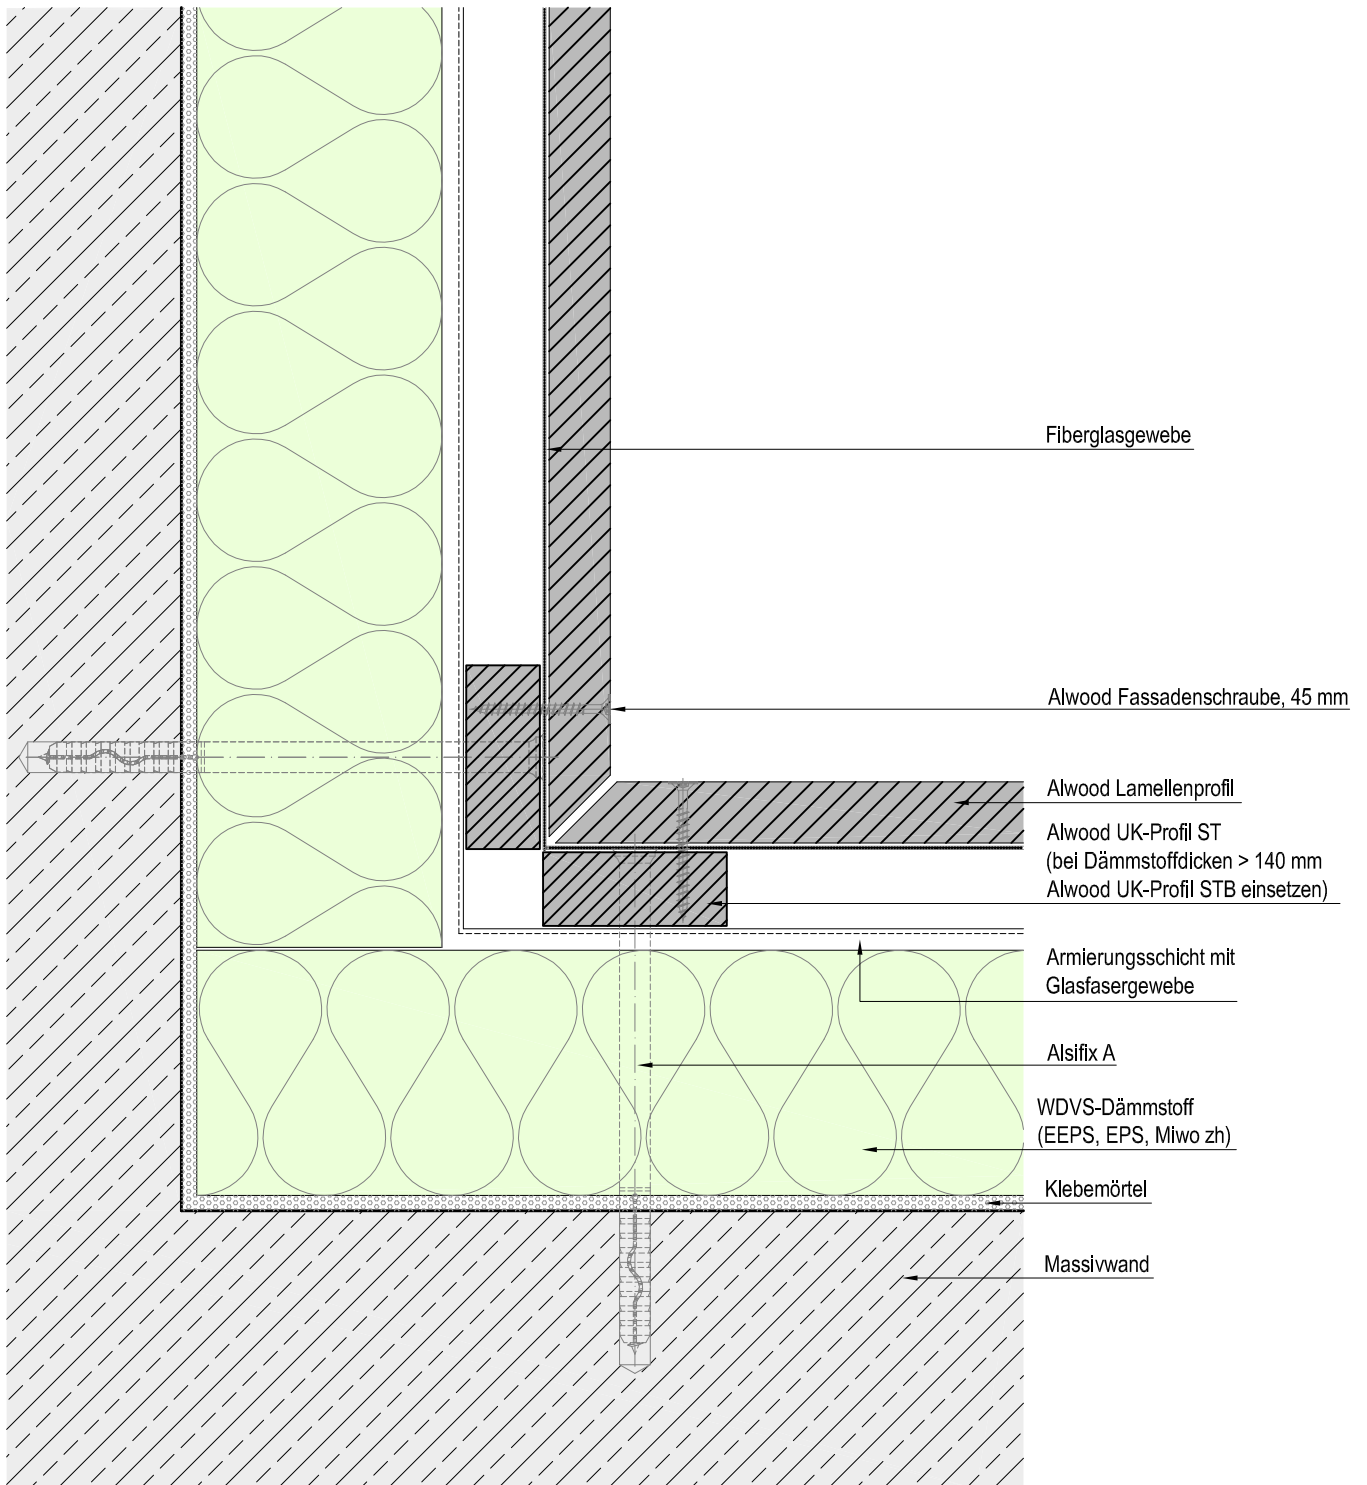 Fiberglasgewebe
Alwood Fassadenschraube, 45 mm
Alwood Lamellenprofil
Alwood UK-Profil ST
(bei Dämmstoffdicken > 140 mm
Alwood UK-Profil STB einsetzen)
Armierungsschicht mit
Glasfasergewebe
Alsifix A
WDVS-Dämmstoff
(EEPS, EPS, Miwo zh)
Klebemörtel
Massivwand